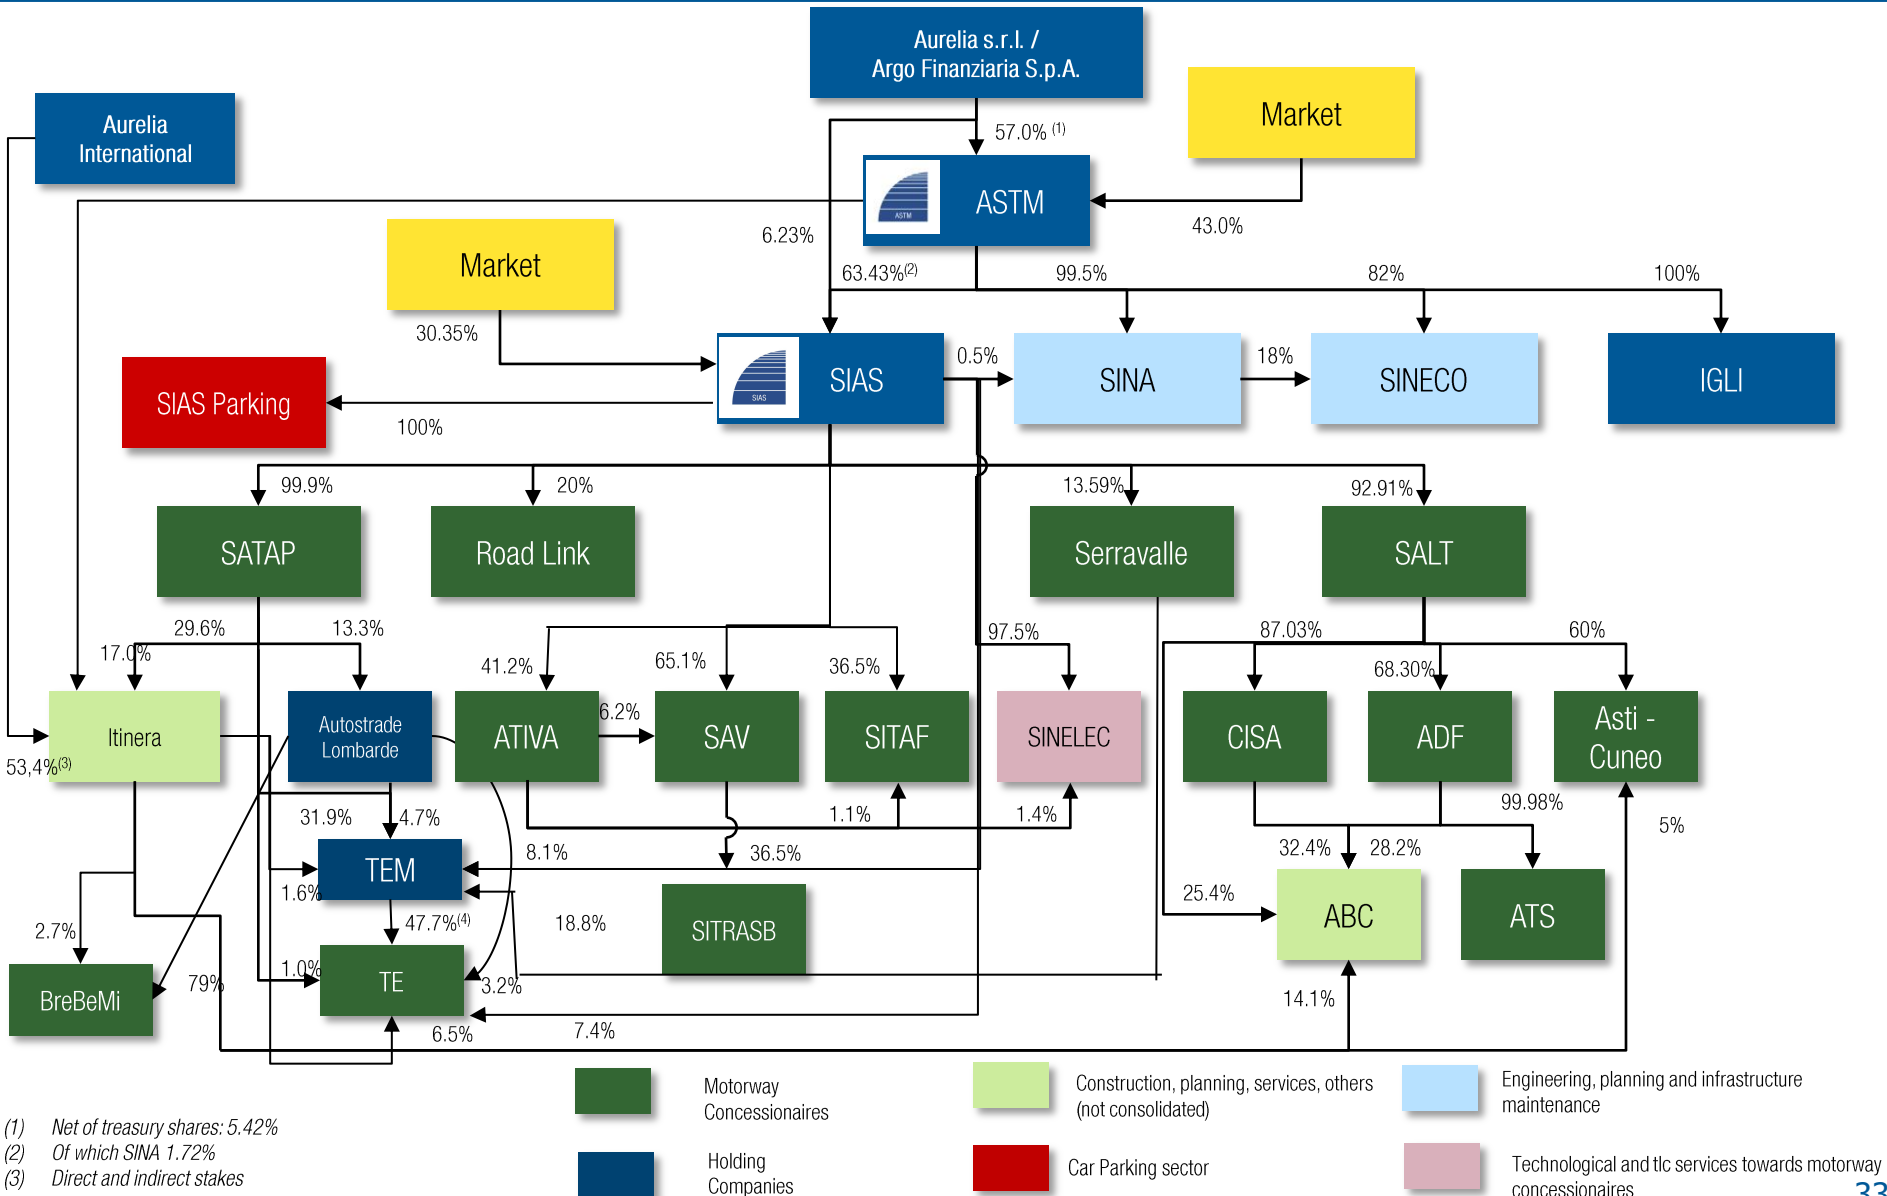 Aurelia s.r.l. /
Argo Finanziaria S.p.A.
Market
Aurelia
International
57.0% (1)
ASTM
ASTM
43.0%
6.23%
Market
63.43%(2)
99.5%
82%
100%
30.35%
SIAS
SIAS
0.5%
SINA
18%
SINECO
IGLI
SIAS Parking
100%
99.9%
20%
13.59%
92.91%
SATAP
Road Link
Serravalle
SALT
29.6%
13.3%
17.0%
41.2%
65.1%
36.5%
97.5%
87.03%
68.30%
60%
Itinera
53,4%(3)
Autostrade
Lombarde
ATIVA
6.2%
SAV
SITAF
SINELEC
CISA
ADF
Asti -
Cuneo
31.9%
4.7%
1.1%
1.4%
99.98%
5%
TEM
8.1%
36.5%
32.4%
28.2%
1.6%
25.4%
ABC
ATS
47.7%(4)
18.8%
SITRASB
2.7%
79%
1.0%
TE
3.2%
BreBeMi
14.1%
6.5%
7.4%
Motorway
Concessionaires
Construction, planning, services, others
(not consolidated)
Engineering, planning and infrastructure
maintenance
Holding
Companies
Car Parking sector
Technological and tlc services towards motorway
concessionaires
(1) Net of treasury shares: 5.42%
(2) Of which SINA 1.72%
(3) Direct and indirect stakes
33